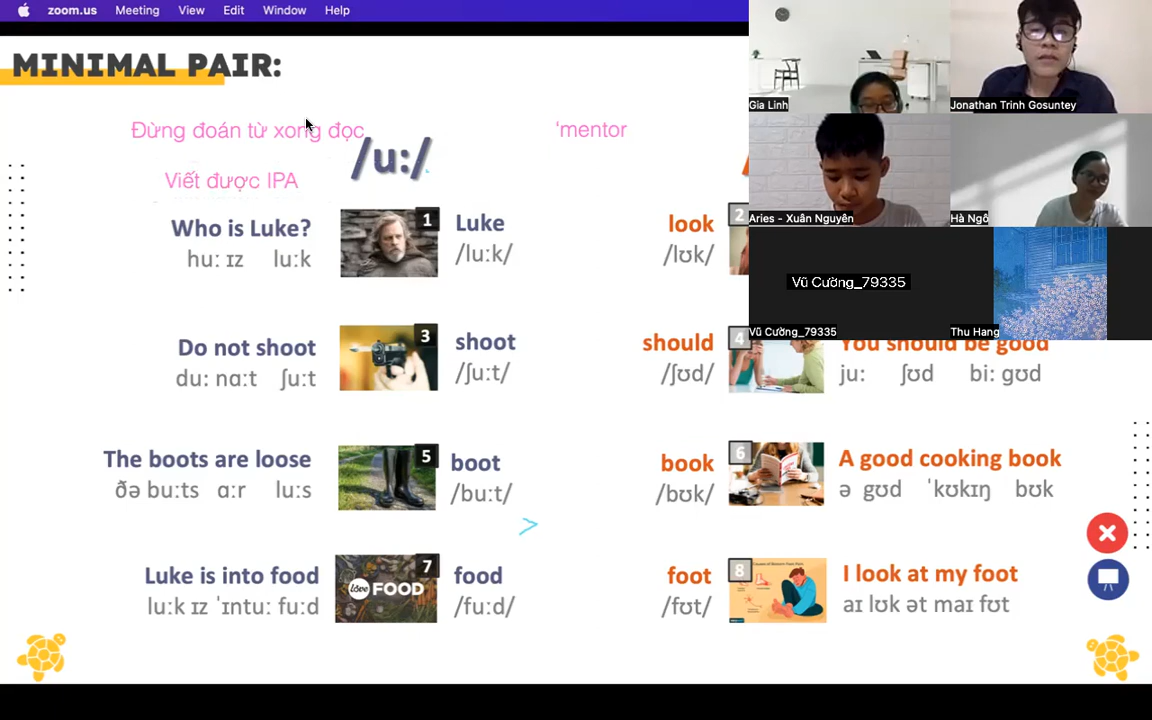 zoom.us Meeting View Edit Window Help
MINIMAL PAIR:
Đừng đoán từ xong đọc
'mentor
/u:/
Viết được IPA
Who is Luke?
hu: ɪz lu:k
1
Luke
/lu:k/
look
/lʊk/
2
Do not shoot
du: nɑ:t ʃu:t
3
shoot
/ʃu:t/
should
/ʃʊd/
4
You should be good
ju: ʃʊd bi: gʊd
The boots are loose
ðə bu:ts ɑ:r lu:s
5
boot
/bu:t/
book
/bʊk/
6
A good cooking book
ə gʊd ˈkʊkɪŋ bʊk
>
Luke is into food
lu:k ɪz ˈɪntu: fu:d
7
love FOOD
food
/fu:d/
foot
/fʊt/
8
I look at my foot
aɪ lʊk ət maɪ fʊt
Gia Linh
Jonathan Trinh Gosuntey
Aries - Xuân Nguyên
Hà Ngô
Vũ Cường_79335
Vũ Cường_79335
Thu Hang